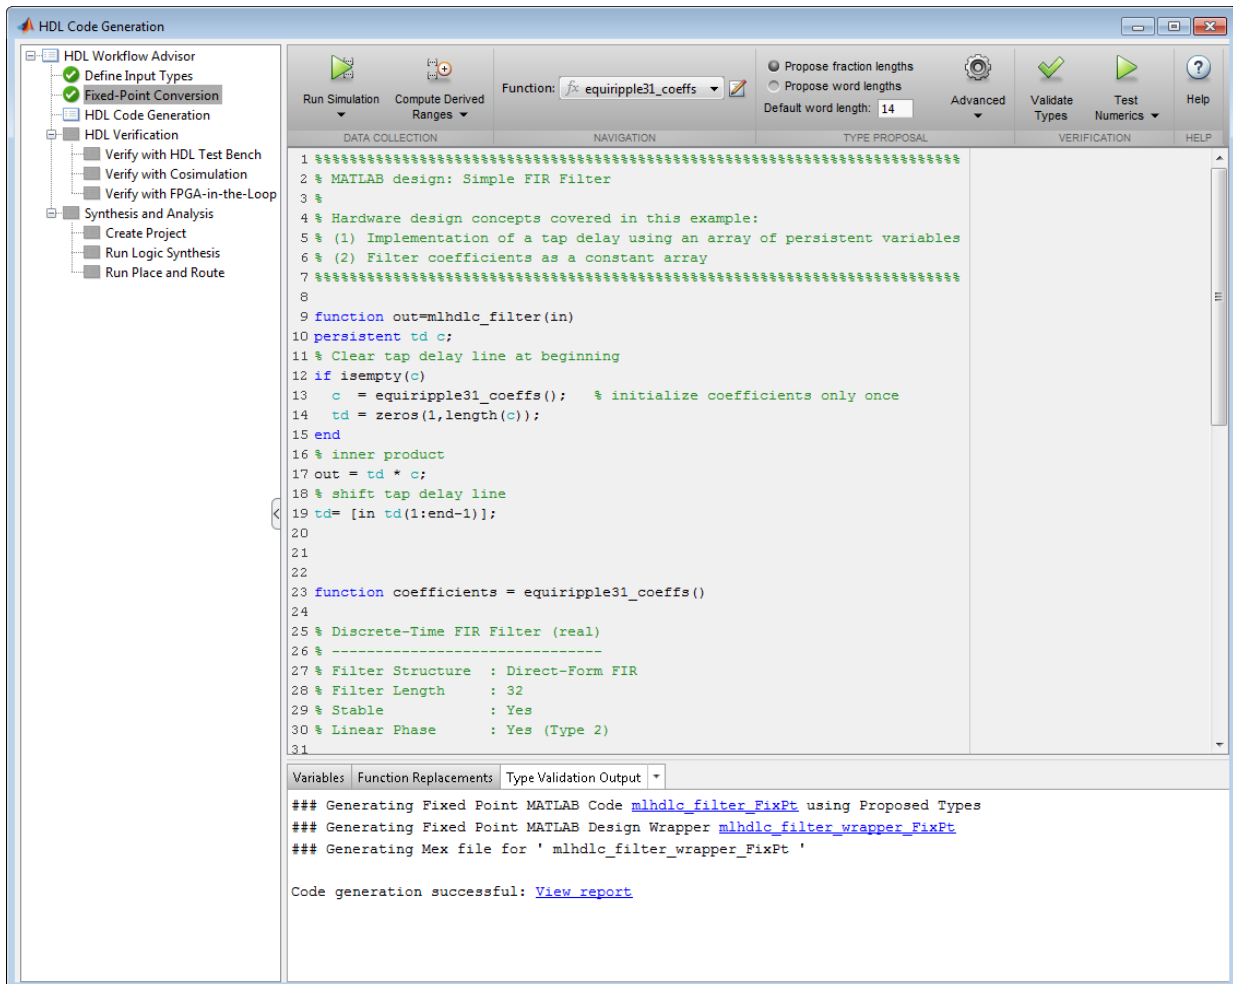 HDL Code Generation
HDL Workflow Advisor
Define Input Types
Fixed-Point Conversion
HDL Code Generation
HDL Verification
Verify with HDL Test Bench
Verify with Cosimulation
Verify with FPGA-in-the-Loop
Synthesis and Analysis
Create Project
Run Logic Synthesis
Run Place and Route
Run Simulation
Compute Derived Ranges
DATA COLLECTION
Function: fx equiripple31_coeffs
NAVIGATION
Propose fraction lengths
Propose word lengths
Default word length: 14
Advanced
TYPE PROPOSAL
Validate Types
Test Numerics
VERIFICATION
? Help
HELP
1 %%%%%%%%%%%%%%%%%%%%%%%%%%%%%%%%%%%%%%%%%%%%%%%%%%%%%%%%%%%%%%%%%%%%%%%%%%
2 % MATLAB design: Simple FIR Filter
3 %
4 % Hardware design concepts covered in this example:
5 % (1) Implementation of a tap delay using an array of persistent variables
6 % (2) Filter coefficients as a constant array
7 %%%%%%%%%%%%%%%%%%%%%%%%%%%%%%%%%%%%%%%%%%%%%%%%%%%%%%%%%%%%%%%%%%%%%%%%%%
8
9 function out=mlhdlc_filter(in)
10 persistent td c;
11 % Clear tap delay line at beginning
12 if isempty(c)
13   c  = equiripple31_coeffs();   % initialize coefficients only once
14   td = zeros(1,length(c));
15 end
16 % inner product
17 out = td * c;
18 % shift tap delay line
19 td= [in td(1:end-1)];
20
21
22
23 function coefficients = equiripple31_coeffs()
24
25 % Discrete-Time FIR Filter (real)
26 % -------------------------------
27 % Filter Structure  : Direct-Form FIR
28 % Filter Length     : 32
29 % Stable            : Yes
30 % Linear Phase      : Yes (Type 2)
31
Variables Function Replacements Type Validation Output
### Generating Fixed Point MATLAB Code mlhdlc_filter_FixPt using Proposed Types
### Generating Fixed Point MATLAB Design Wrapper mlhdlc_filter_wrapper_FixPt
### Generating Mex file for ' mlhdlc_filter_wrapper_FixPt '
Code generation successful: View report